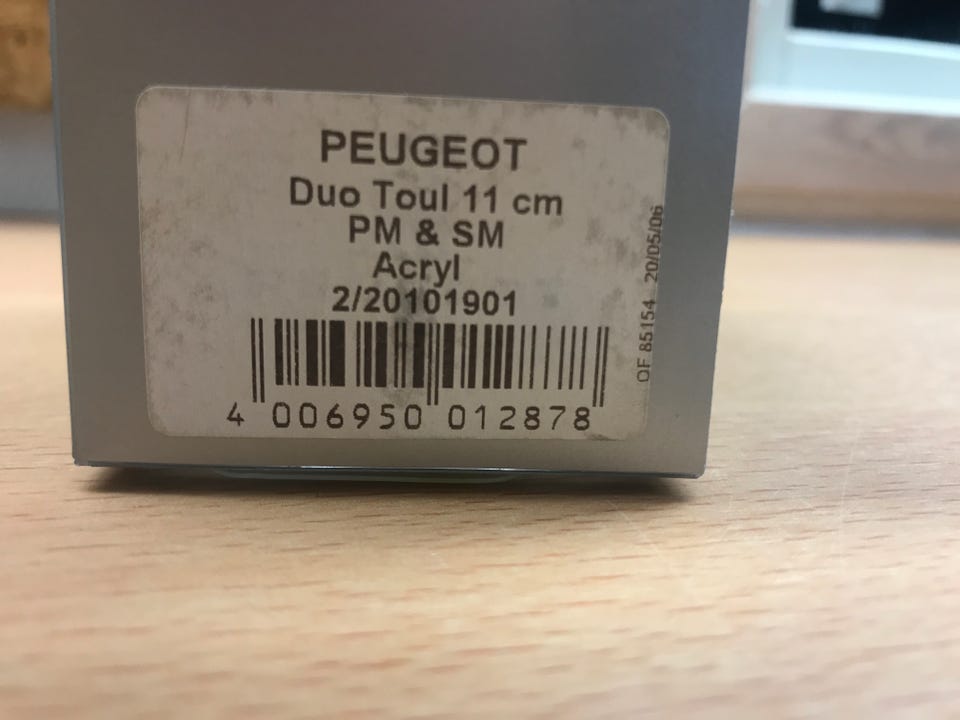 PEUGEOT
Duo Toul 11 cm
PM & SM
Acryl
2/20101901
4 006950 012878
OF 85154 20/05/06